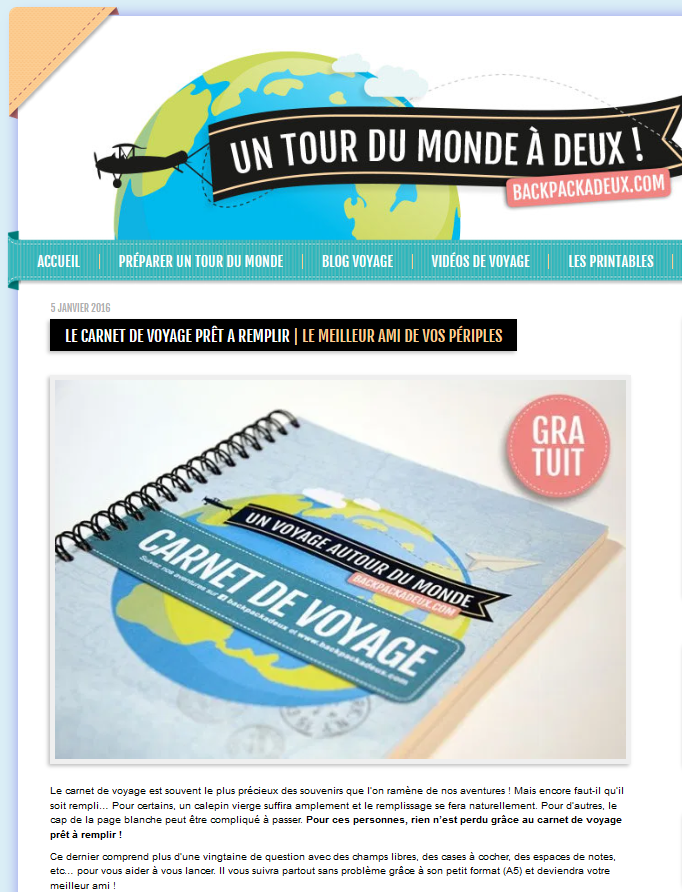 UN TOUR DU MONDE À DEUX !
BACKPACKADEUX.COM
ACCUEIL
PRÉPARER UN TOUR DU MONDE
BLOG VOYAGE
VIDÉOS DE VOYAGE
LES PRINTABLES
5 JANVIER 2016
LE CARNET DE VOYAGE PRÊT A REMPLIR | LE MEILLEUR AMI DE VOS PÉRIPLES
GRA
TUIT
UN VOYAGE AUTOUR DU MONDE
BACKPACKADEUX.COM
CARNET DE VOYAGE
Suivez nos aventures sur backpackadeux et www.backpackadeux.com
Le carnet de voyage est souvent le plus précieux des souvenirs que l'on ramène de nos aventures ! Mais encore faut-il qu'il
soit rempli… Pour certains, un calepin vierge suffira amplement et le remplissage se fera naturellement. Pour d'autres, le
cap de la page blanche peut être compliqué à passer. Pour ces personnes, rien n'est perdu grâce au carnet de voyage
prêt à remplir !
Ce dernier comprend plus d'une vingtaine de question avec des champs libres, des cases à cocher, des espaces de notes,
etc… pour vous aider à vous lancer. Il vous suivra partout sans problème grâce à son petit format (A5) et deviendra votre
meilleur ami !